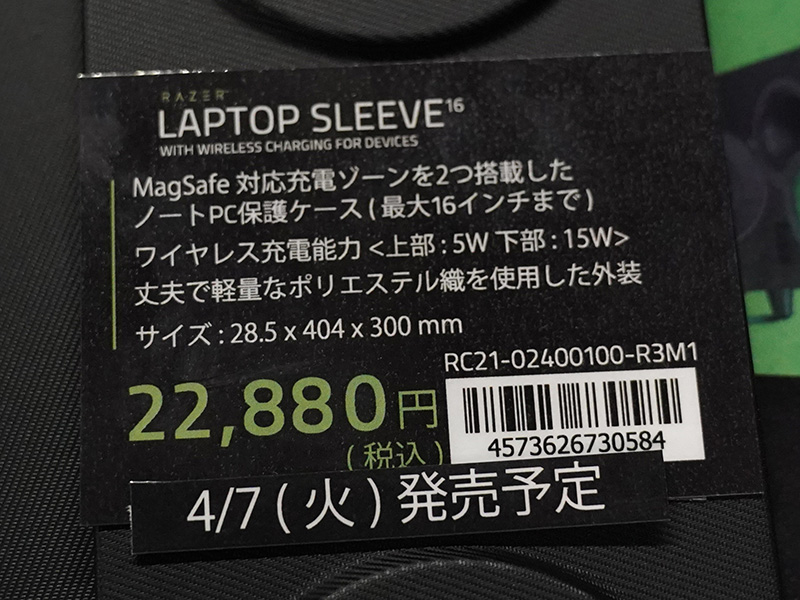 RAZER
LAPTOP SLEEVE 16
WITH WIRELESS CHARGING FOR DEVICES
MagSafe 対応充電ゾーンを2つ搭載した
ノートPC保護ケース ( 最大16インチまで )
ワイヤレス充電能力 <上部 : 5W 下部 : 15W>
丈夫で軽量なポリエステル織を使用した外装
サイズ : 28.5 x 404 x 300 mm
RC21-02400100-R3M1
22,880円
4573626730584
( 税込 )
4/7 ( 火 ) 発売予定